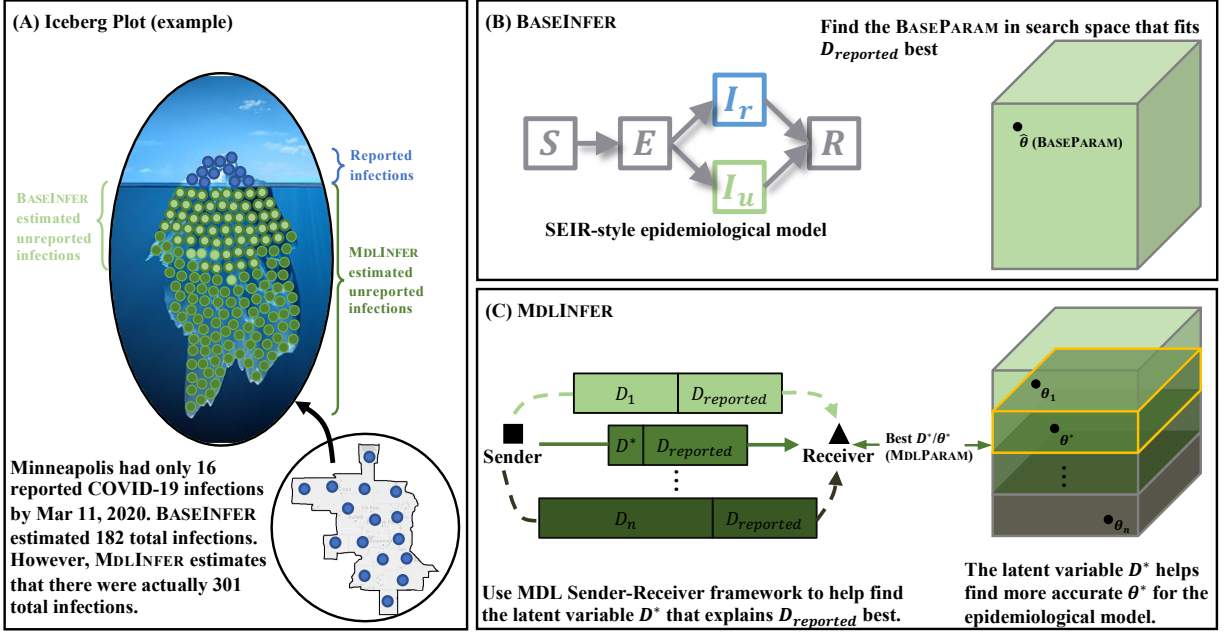 (A) Iceberg Plot (example)
Reported
infections
BASEINFER
estimated
unreported
infections
MDLINFER
estimated
unreported
infections
Minneapolis had only 16
reported COVID-19 infections
by Mar 11, 2020. BASEINFER
estimated 182 total infections.
However, MDLINFER estimates
that there were actually 301
total infections.
(B) BASEINFER
Find the BASEPARAM in search space that fits
D_reported best
S
E
I_r
I_u
R
SEIR-style epidemiological model
θ̂ (BASEPARAM)
(C) MDLINFER
D_1 D_reported
Sender
D* D_reported
Receiver
⋮
D_n D_reported
Best D*/θ*
(MDLPARAM)
θ_1
θ*
⋮
θ_n
Use MDL Sender-Receiver framework to help find
the latent variable D* that explains D_reported best.
The latent variable D* helps
find more accurate θ* for the
epidemiological model.